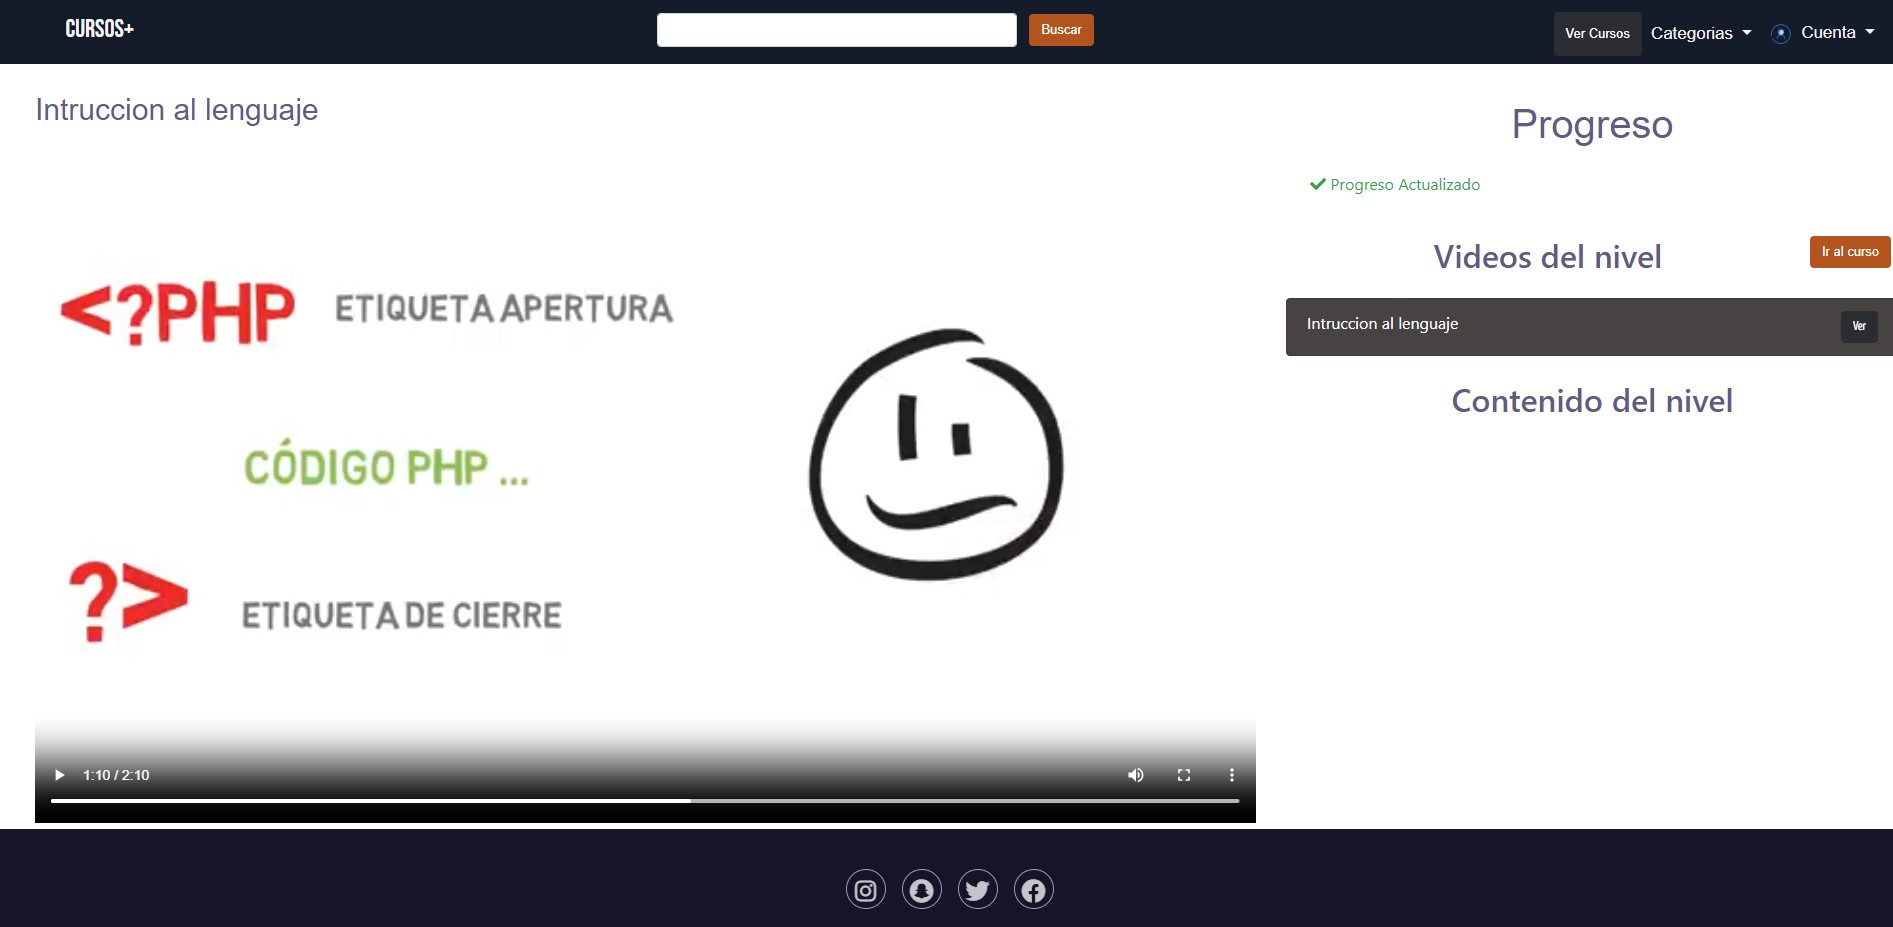 CURSOS+
Buscar
Ver Cursos
Categorias
Cuenta
Intruccion al lenguaje
<?PHP ETIQUETA APERTURA
CÓDIGO PHP ...
?> ETIQUETA DE CIERRE
1:10 / 2:10
Progreso
Progreso Actualizado
Videos del nivel
Ir al curso
Intruccion al lenguaje
Ver
Contenido del nivel